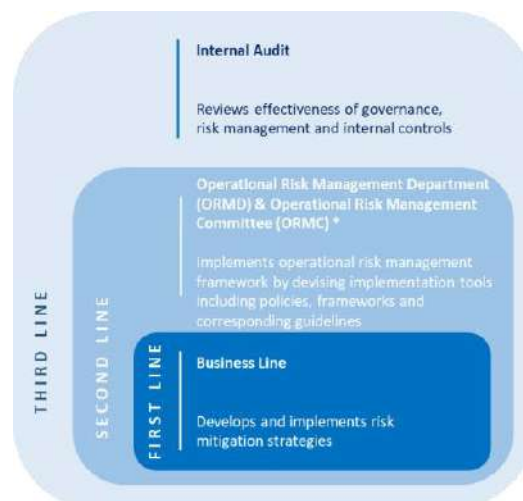 Internal Audit
Reviews effectiveness of governance,
risk management and internal controls
Operational Risk Management Department
(ORMD) & Operational Risk Management
Committee (ORMC) *
Implements operational risk management
framework by devising implementation tools
including policies, frameworks and
corresponding guidelines
Business Line
Develops and implements risk
mitigation strategies
THIRD LINE
SECOND LINE
FIRST LINE